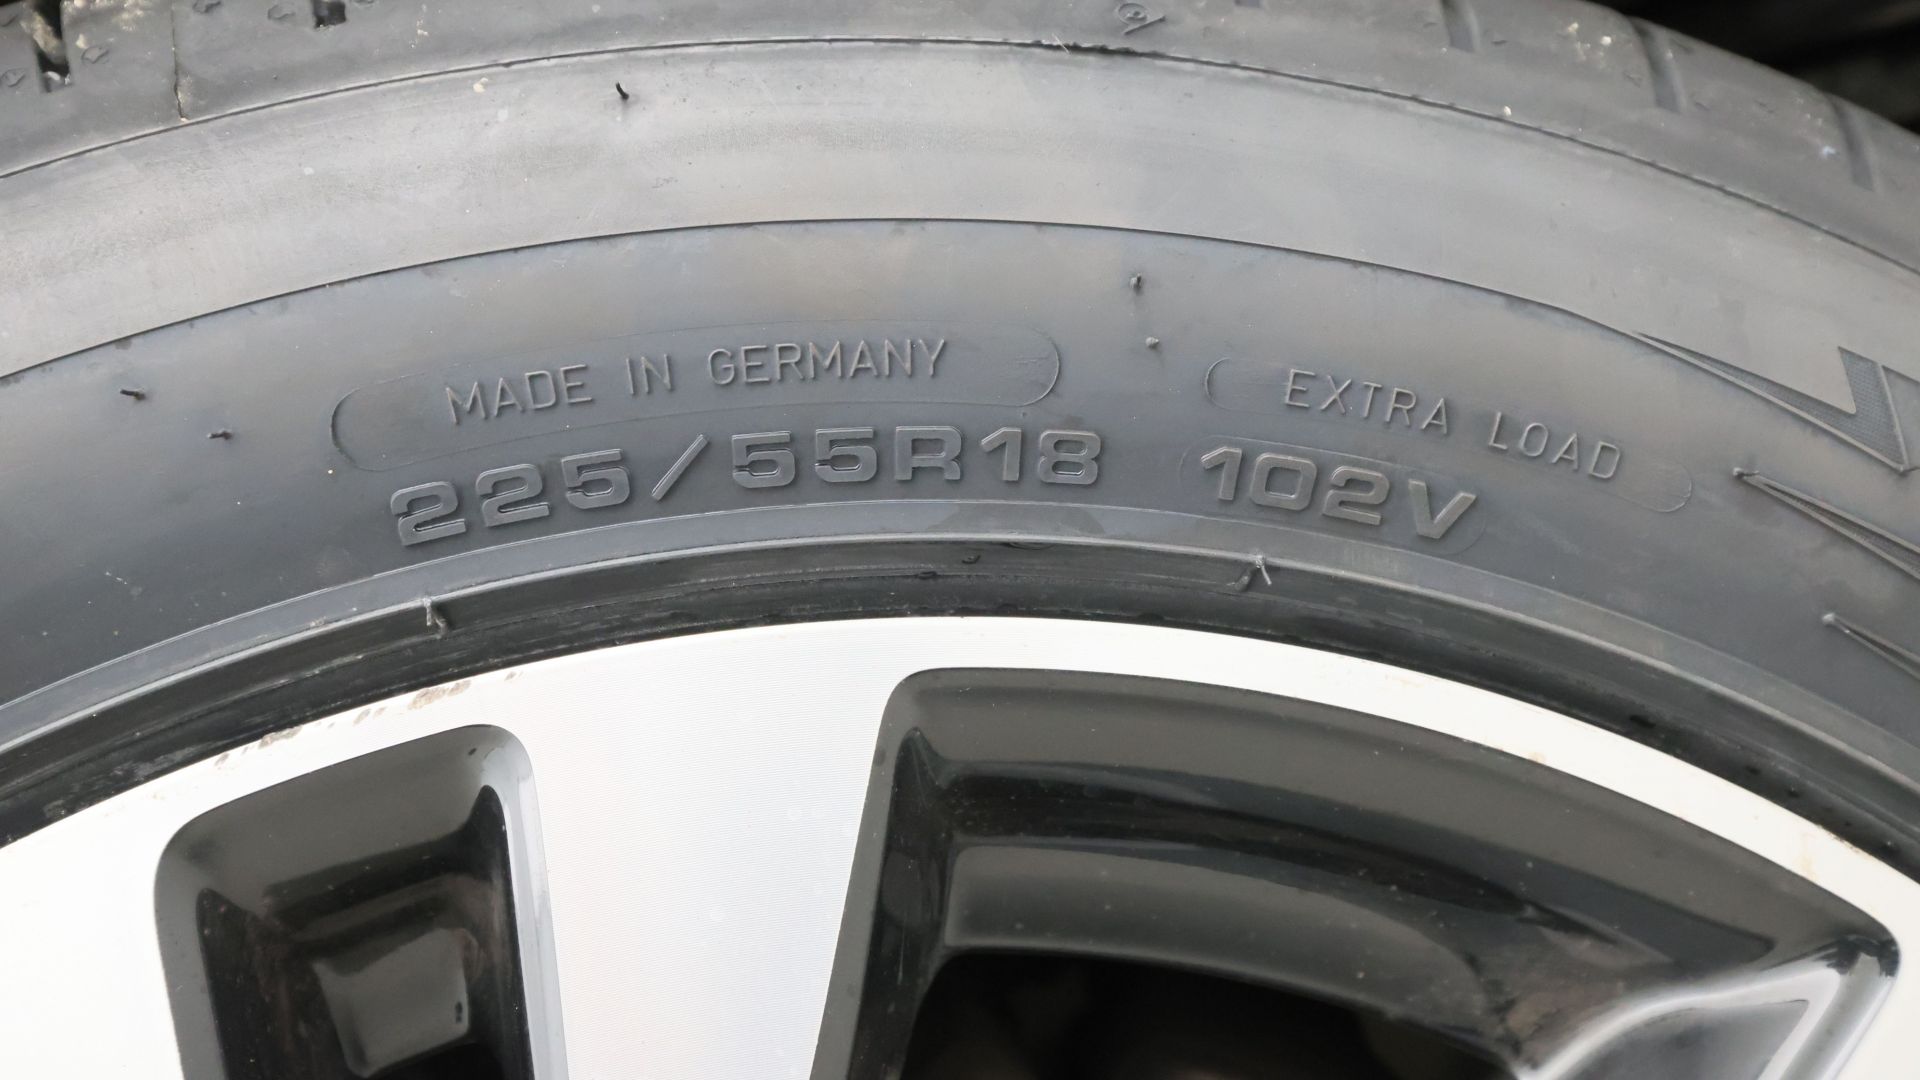 MADE IN GERMANY
EXTRA LOAD
225/55R18 102V